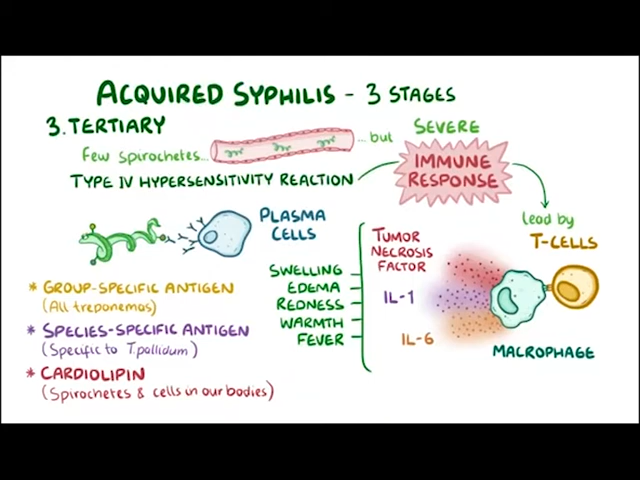 ACQUIRED SYPHILIS - 3 STAGES
3. TERTIARY
Few spirochetes...
...but
SEVERE
IMMUNE
RESPONSE
TYPE IV HYPERSENSITIVITY REACTION
lead by
T-CELLS
PLASMA
CELLS
* GROUP-SPECIFIC ANTIGEN
(All treponemas)
* SPECIES-SPECIFIC ANTIGEN
(Specific to T.pallidum)
* CARDIOLIPIN
(Spirochetes & cells in our bodies)
SWELLING
EDEMA
REDNESS
WARMTH
FEVER
TUMOR
NECROSIS
FACTOR
IL-1
IL-6
MACROPHAGE